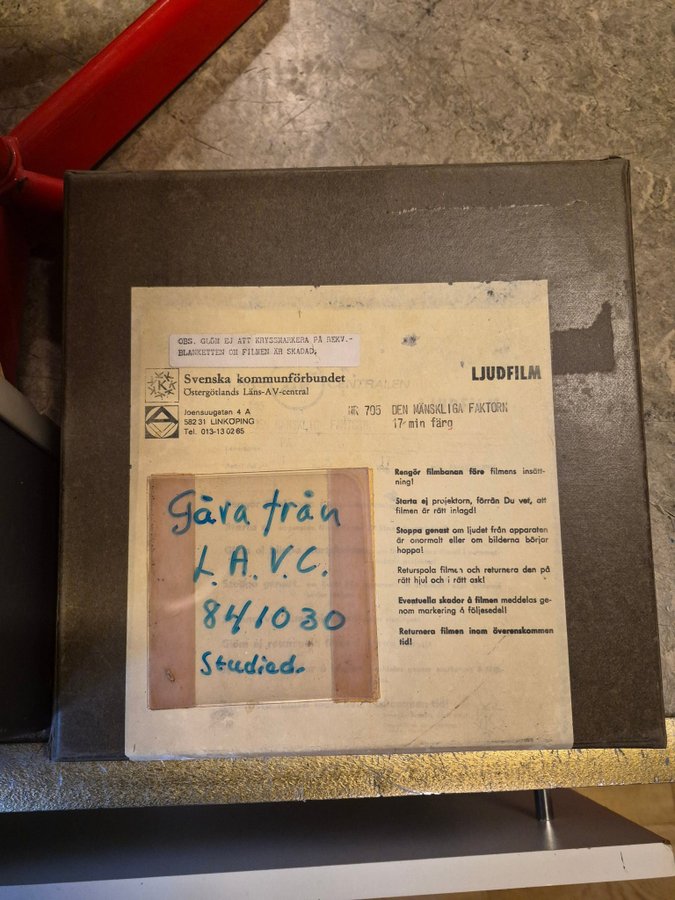 OBS. GLÖM EJ ATT KRYSSMARKERA PÅ REKV.-
BLANKETTEN OM FILMEN ÄR SKADAD.
Svenska kommunförbundet
Östergötlands Läns-AV-central
LJUDFILM
Joensuugatan 4 A
582 31 LINKÖPING
Tel. 013-13 02 65
NR 705 DEN MÄNSKLIGA FAKTORN
17 min färg
Rengör filmbanan före filmens insätt-
ning!
Starta ej projektorn, förrän Du vet, att
filmen är rätt inlagd!
Stoppa genast om ljudet från apparaten
är onormalt eller om bilderna börjar
hoppa!
Returspola filmen och returnera den på
rätt hjul och i rätt ask!
Eventuella skador å filmen meddelas ge-
nom markering å följesedel!
Returnera filmen inom överenskommen
tid!
Gåva från
L.A.V.C.
841030
Studied.